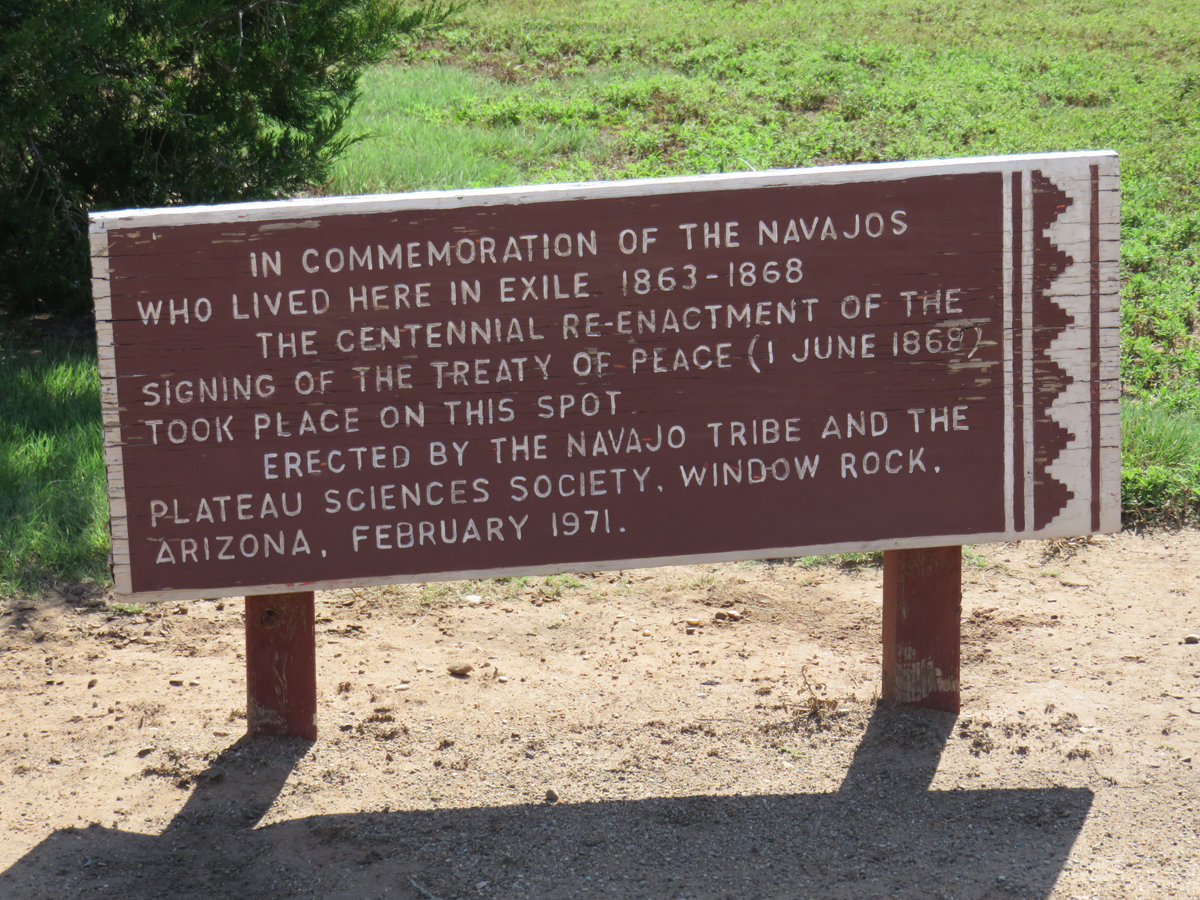 IN COMMEMORATION OF THE NAVAJOS
WHO LIVED HERE IN EXILE 1863-1868
THE CENTENNIAL RE-ENACTMENT OF THE
SIGNING OF THE TREATY OF PEACE (1 JUNE 1868)
TOOK PLACE ON THIS SPOT
ERECTED BY THE NAVAJO TRIBE AND THE
PLATEAU SCIENCES SOCIETY, WINDOW ROCK,
ARIZONA, FEBRUARY 1971.